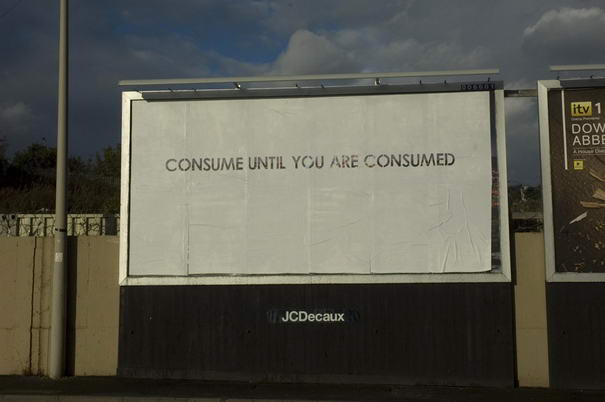 CONSUME UNTIL YOU ARE CONSUMED
JCDecaux
itv 1
DOW
ABBE